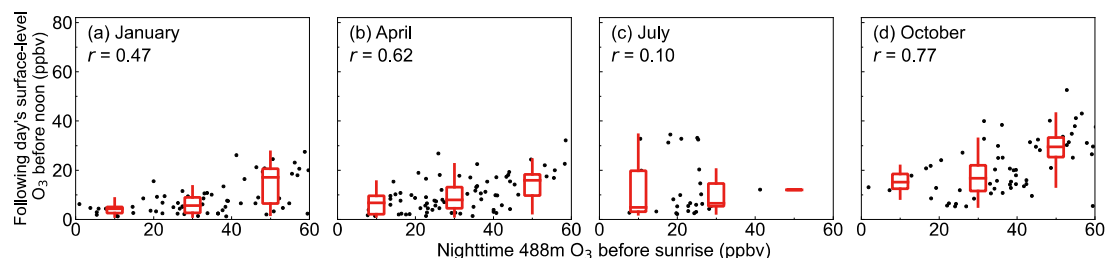 Following day's surface-level
O₃ before noon (ppbv)
80
60
40
20
0
(a) January
r = 0.47
(b) April
r = 0.62
(c) July
r = 0.10
(d) October
r = 0.77
0 20 40 60
0 20 40 60
0 20 40 60
0 20 40 60
Nighttime 488m O₃ before sunrise (ppbv)